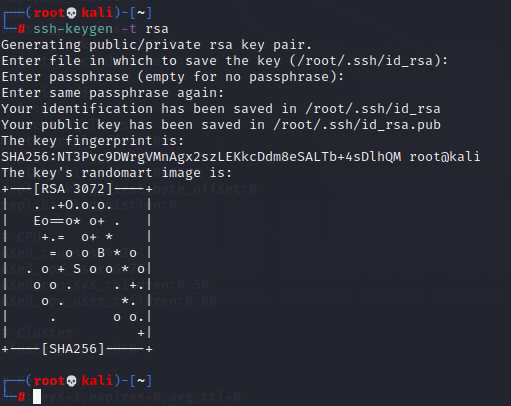 ┌──(root💀kali)-[~]
└─# ssh-keygen -t rsa
Generating public/private rsa key pair.
Enter file in which to save the key (/root/.ssh/id_rsa):
Enter passphrase (empty for no passphrase):
Enter same passphrase again:
Your identification has been saved in /root/.ssh/id_rsa
Your public key has been saved in /root/.ssh/id_rsa.pub
The key fingerprint is:
SHA256:NT3Pvc9DWrgVMnAgx2szLEKkcDdm8eSALTb+4sDlhQM root@kali
The key's randomart image is:
+---[RSA 3072]----+
|   . .+O.o.o.    |
|   Eo==o* o+ .   |
|    +.=  o+ *    |
|     = o o B * o |
|  . o + S o o * o|
|   o o .     . +.|
|    o .       *. |
|     .       o o.|
|                +|
+----[SHA256]-----+
┌──(root💀kali)-[~]
└─#